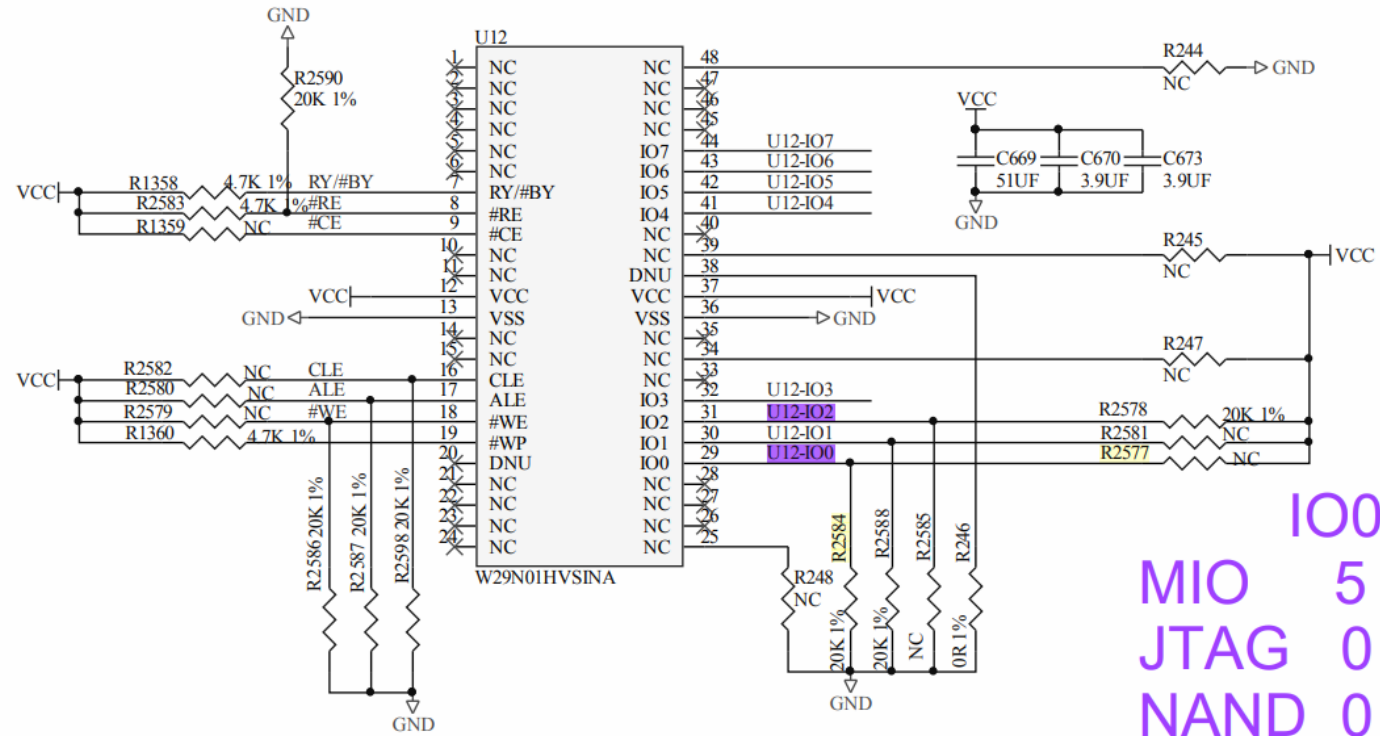 GND
U12
R2590
20K 1%
1 NC
2 NC
3 NC
4 NC
5 NC
6 NC
VCC
R1358 4.7K 1% RY/#BY 7 RY/#BY
R2583 4.7K 1% #RE 8 #RE
R1359 NC #CE 9 #CE
10 NC
11 NC
VCC 12 VCC
GND 13 VSS
14 NC
15 NC
VCC
R2582 NC CLE 16 CLE
R2580 NC ALE 17 ALE
R2579 NC #WE 18 #WE
R1360 4.7K 1% 19 #WP
20 DNU
21 NC
22 NC
23 NC
24 NC
R2586 20K 1%
R2587 20K 1%
R2598 20K 1%
GND
W29N01HVSINA
NC 48
R244
NC
GND
NC 47
NC 46
NC 45
IO7 44 U12-IO7
IO6 43 U12-IO6
IO5 42 U12-IO5
IO4 41 U12-IO4
VCC
C669
51UF
C670
3.9UF
C673
3.9UF
GND
NC 40
NC 39
R245
NC
VCC
DNU 38
VCC 37 VCC
VSS 36 GND
NC 35
NC 34
R247
NC
NC 33
IO3 32 U12-IO3
IO2 31 U12-IO2 R2578 20K 1%
IO1 30 U12-IO1 R2581 NC
IO0 29 U12-IO0 R2577 NC
NC 28
NC 27
NC 26
NC 25
R248
NC
R2584
20K 1%
R2588
20K 1%
R2585
NC
R246
0R 1%
GND
IO0
MIO 5
JTAG 0
NAND 0